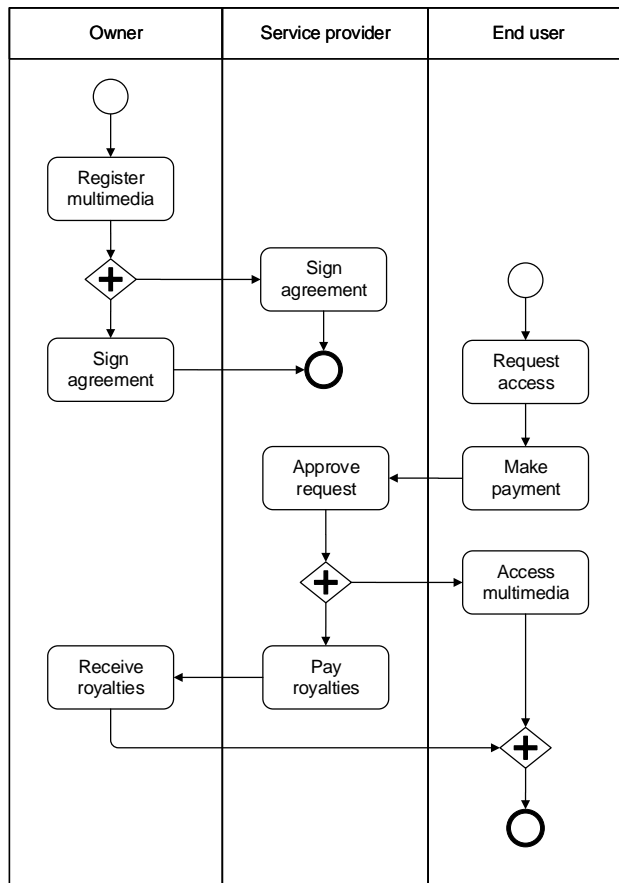 Owner
Service provider
End user
Register
multimedia
Sign
agreement
Sign
agreement
Request
access
Approve
request
Make
payment
Access
multimedia
Receive
royalties
Pay
royalties